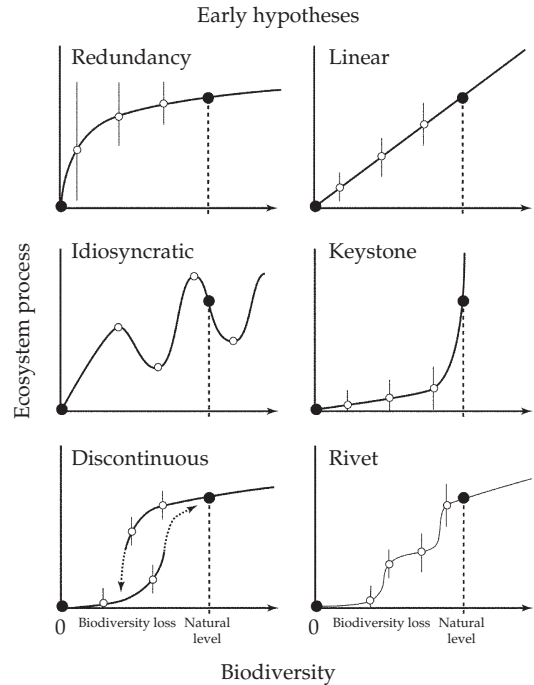 Early hypotheses
Redundancy
Linear
Idiosyncratic
Keystone
Ecosystem process
Discontinuous
Rivet
0
Biodiversity loss
Natural
level
0
Biodiversity loss
Natural
level
Biodiversity